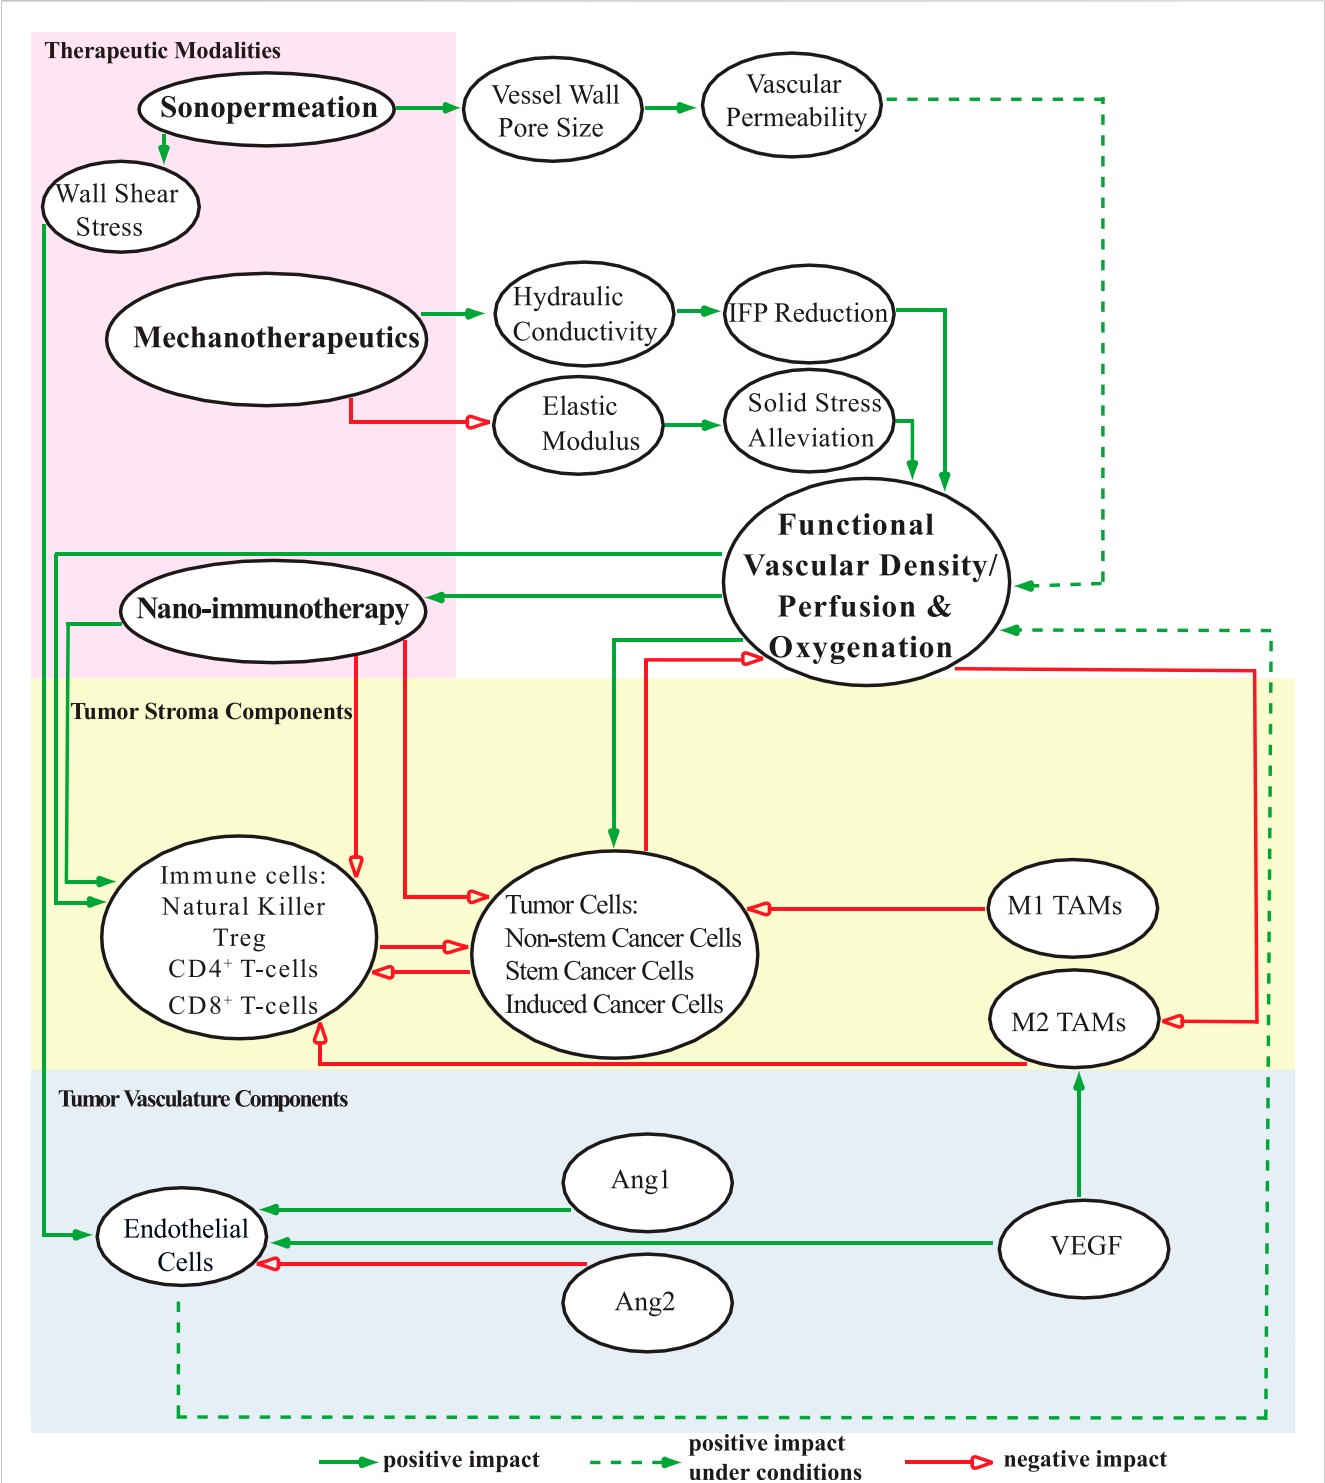 Therapeutic Modalities
Sonopermeation
Vessel Wall
Pore Size
Vascular
Permeability
Wall Shear
Stress
Mechanotherapeutics
Hydraulic
Conductivity
IFP Reduction
Elastic
Modulus
Solid Stress
Alleviation
Functional
Vascular Density/
Perfusion &
Oxygenation
Nano-immunotherapy
Tumor Stroma Components
Immune cells:
Natural Killer
Treg
CD4⁺ T-cells
CD8⁺ T-cells
Tumor Cells:
Non-stem Cancer Cells
Stem Cancer Cells
Induced Cancer Cells
M1 TAMs
M2 TAMs
Tumor Vasculature Components
Ang1
Endothelial
Cells
VEGF
Ang2
positive impact
positive impact
under conditions
negative impact